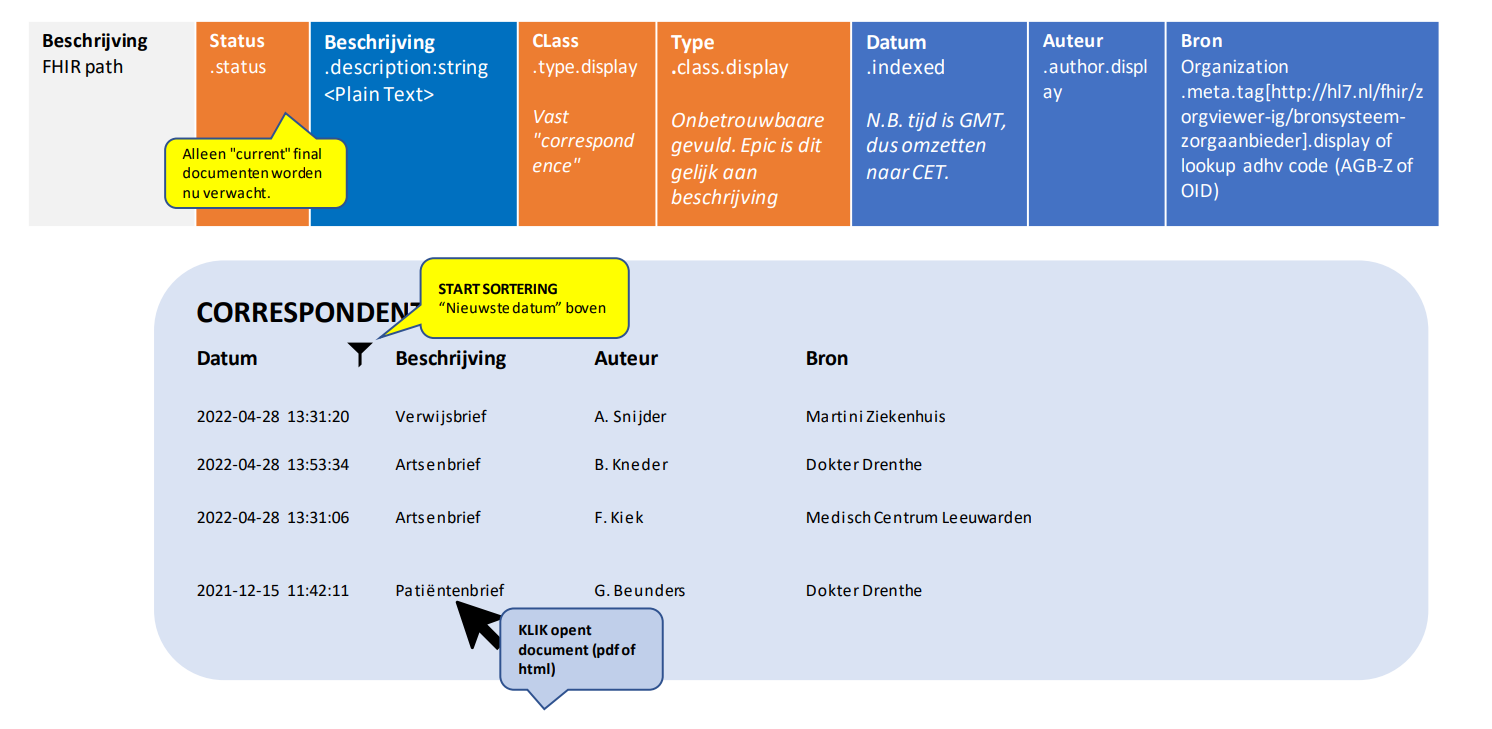 Beschrijving
FHIR path
Status
.status
Alleen "current" final
documenten worden
nu verwacht.
Beschrijving
.description:string
<Plain Text>
CLass
.type.display
Vast
"correspond
ence"
Type
.class.display
Onbetrouwbaare
gevuld. Epic is dit
gelijk aan
beschrijving
Datum
.indexed
N.B. tijd is GMT,
dus omzetten
naar CET.
Auteur
.author.displ
ay
Bron
Organization
.meta.tag[http://hl7.nl/fhir/z
orgviewer-ig/bronsysteem-
zorgaanbieder].display of
lookup adhv code (AGB-Z of
OID)
CORRESPONDENT
START SORTERING
“Nieuwste datum” boven
Datum Beschrijving Auteur Bron
2022-04-28 13:31:20 Verwijsbrief A. Snijder Martini Ziekenhuis
2022-04-28 13:53:34 Artsenbrief B. Kneder Dokter Drenthe
2022-04-28 13:31:06 Artsenbrief F. Kiek Medisch Centrum Leeuwarden
2021-12-15 11:42:11 Patiëntenbrief G. Beunders Dokter Drenthe
KLIK opent
document (pdf of
html)